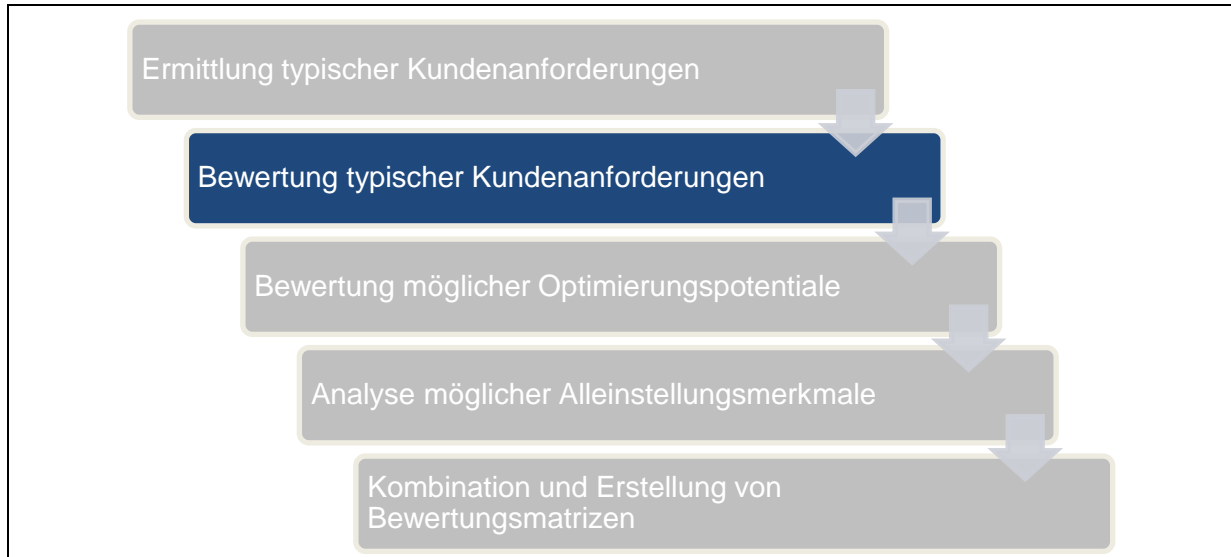 Ermittlung typischer Kundenanforderungen
Bewertung typischer Kundenanforderungen
Bewertung möglicher Optimierungspotentiale
Analyse möglicher Alleinstellungsmerkmale
Kombination und Erstellung von
Bewertungsmatrizen